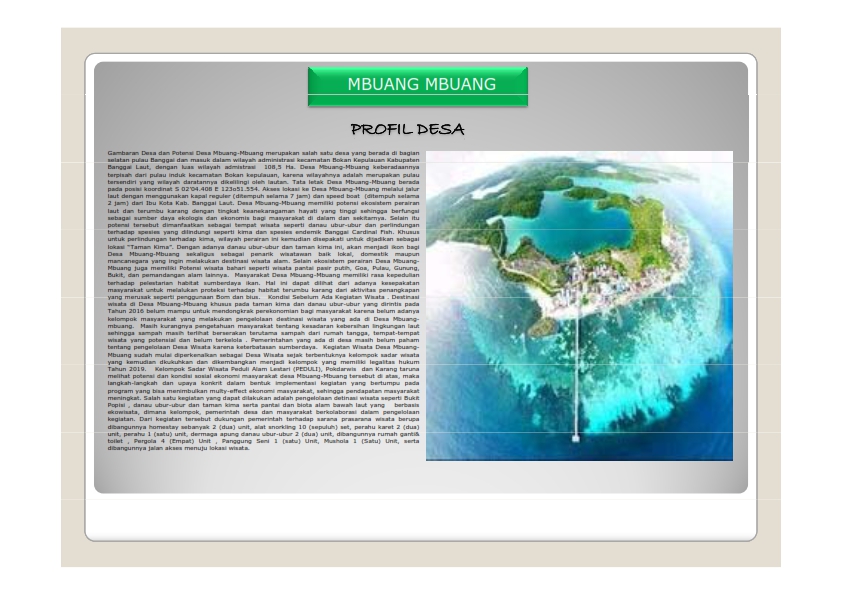 MBUANG MBUANG
PROFIL DESA
Gambaran Desa dan Potensi Desa Mbuang-Mbuang merupakan salah satu desa yang berada di bagian
selatan pulau Banggai dan masuk dalam wilayah administrasi kecamatan Bokan Kepulauan Kabupaten
Banggai Laut, dengan luas wilayah admistrasi 108,5 Ha. Desa Mbuang-Mbuang keberadaannya
terpisah dari pulau induk kecamatan Bokan kepulauan, karena wilayahnya adalah merupakan pulau
tersendiri yang wilayah daratannya dikelilingi oleh lautan. Tata letak Desa Mbuang-Mbuang berada
pada posisi koordinat S 02'04.408 E 123o51.554. Akses lokasi ke Desa Mbuang-Mbuang melalui jalur
laut dengan menggunakan kapal reguler (ditempuh selama 7 jam) dan speed boat (ditempuh selama
2 jam) dari Ibu Kota Kab. Banggai Laut. Desa Mbuang-Mbuang memiliki potensi ekosistem perairan
laut dan terumbu karang dengan tingkat keanekaragaman hayati yang tinggi sehingga berfungsi
sebagai sumber daya ekologis dan ekonomis bagi masyarakat di dalam dan sekitarnya. Selain itu
potensi tersebut dimanfaatkan sebagai tempat wisata seperti danau ubur-ubur dan perlindungan
terhadap spesies yang dilindungi seperti kima dan spesies endemik Banggai Cardinal Fish. Khusus
untuk perlindungan terhadap kima, wilayah perairan ini kemudian disepakati untuk dijadikan sebagai
lokasi "Taman Kima". Dengan adanya danau ubur-ubur dan taman kima ini, akan menjadi ikon bagi
Desa Mbuang-Mbuang sekaligus sebagai penarik wisatawan baik lokal, domestik maupun
mancanegara yang ingin melakukan destinasi wisata alam. Selain ekosistem perairan Desa Mbuang-
Mbuang juga memiliki Potensi wisata bahari seperti wisata pantai pasir putih, Goa, Pulau, Gunung,
Bukit, dan pemandangan alam lainnya. Masyarakat Desa Mbuang-Mbuang memiliki rasa kepedulian
terhadap pelestarian habitat sumberdaya ikan. Hal ini dapat dilihat dari adanya kesepakatan
masyarakat untuk melalukan proteksi terhadap habitat terumbu karang dari aktivitas penangkapan
yang merusak seperti penggunaan Bom dan bius. Kondisi Sebelum Ada Kegiatan Wisata . Destinasi
wisata di Desa Mbuang-Mbuang khusus pada taman kima dan danau ubur-ubur yang dirintis pada
Tahun 2016 belum mampu untuk mendongkrak perekonomian bagi masyarakat karena belum adanya
kelompok masyarakat yang melakukan pengelolaan destinasi wisata yang ada di Desa Mbuang-
mbuang. Masih kurangnya pengetahuan masyarakat tentang kesadaran kebersihan lingkungan laut
sehingga sampah masih terlihat berserakan terutama sampah dari rumah tangga, tempat-tempat
wisata yang potensial dan belum terkelola . Pemerintahan yang ada di desa masih belum paham
tentang pengelolaan Desa Wisata karena keterbatasan sumberdaya. Kegiatan Wisata Desa Mbuang-
Mbuang sudah mulai diperkenalkan sebagai Desa Wisata sejak terbentuknya kelompok sadar wisata
yang kemudian dikukuhkan dan dikembangkan menjadi kelompok yang memiliki legalitas hukum
Tahun 2019. Kelompok Sadar Wisata Peduli Alam Lestari (PEDULI), Pokdarwis dan Karang taruna
melihat potensi dan kondisi sosial ekonomi masyarakat desa Mbuang-Mbuang tersebut di atas, maka
langkah-langkah dan upaya konkrit dalam bentuk implementasi kegiatan yang bertumpu pada
program yang bisa menimbulkan multy-effect ekonomi masyarakat, sehingga pendapatan masyarakat
meningkat. Salah satu kegiatan yang dapat dilakukan adalah pengelolaan detinasi wisata seperti Bukit
Popisi , danau ubur-ubur dan taman kima serta pantai dan biota alam bawah laut yang berbasis
ekowisata, dimana kelompok, pemerintah desa dan masyarakat berkolaborasi dalam pengelolaan
kegiatan. Dari kegiatan tersebut dukungan pemerintah terhadap sarana prasarana wisata berupa
dibangunnya homestay sebanyak 2 (dua) unit, alat snorkling 10 (sepuluh) set, perahu karet 2 (dua)
unit, perahu 1 (satu) unit, dermaga apung danau ubur-ubur 2 (dua) unit, dibangunnya rumah ganti&
toilet , Pergola 4 (Empat) Unit , Panggung Seni 1 (satu) Unit, Mushola 1 (Satu) Unit, serta
dibangunnya jalan akses menuju lokasi wisata.